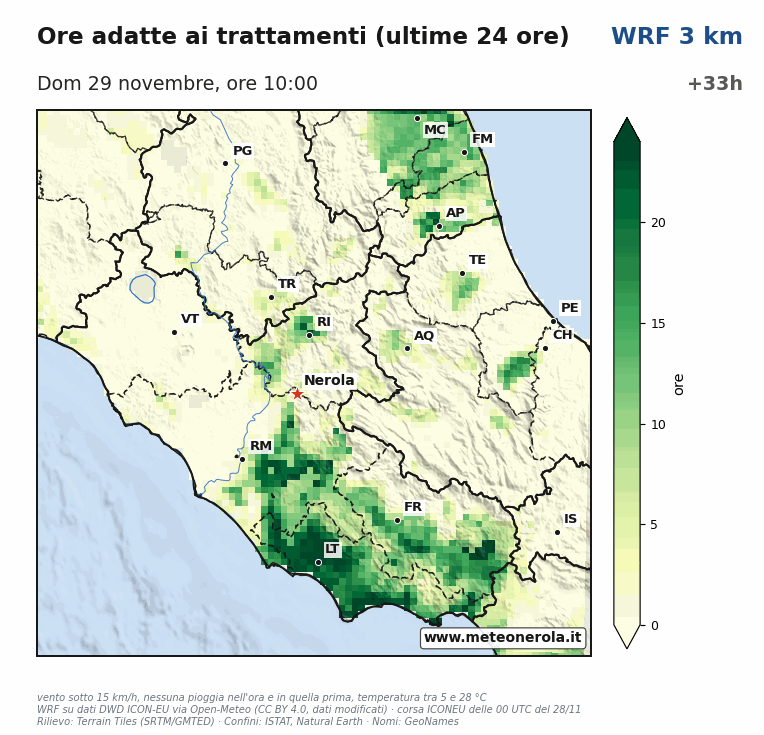 Ore adatte ai trattamenti (ultime 24 ore)
WRF 3 km
Dom 29 novembre, ore 10:00
+33h
MC
FM
PG
AP
TE
TR
PE
VT
RI
AQ
CH
Nerola
RM
FR
IS
LT
www.meteonerola.it
20
15
10
5
0
ore
vento sotto 15 km/h, nessuna pioggia nell'ora e in quella prima, temperatura tra 5 e 28 °C
WRF su dati DWD ICON-EU via Open-Meteo (CC BY 4.0, dati modificati) · corsa ICONEU delle 00 UTC del 28/11
Rilievo: Terrain Tiles (SRTM/GMTED) · Confini: ISTAT, Natural Earth · Nomi: GeoNames